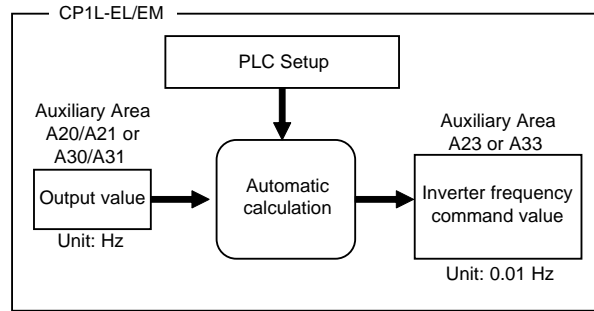 CP1L-EL/EM
PLC Setup
Auxiliary Area
A20/A21 or
A30/A31
Output value
Unit: Hz
Automatic
calculation
Auxiliary Area
A23 or A33
Inverter frequency
command value
Unit: 0.01 Hz